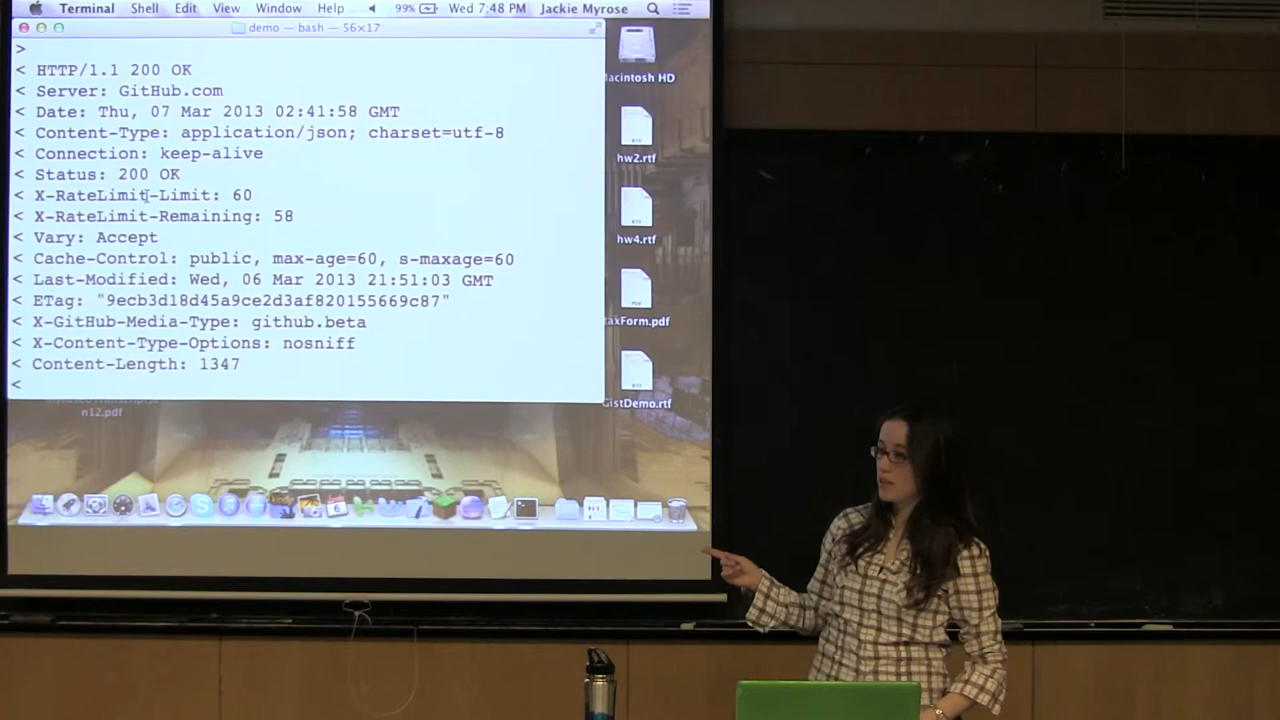 Terminal Shell Edit View Window Help 99% Wed 7:48 PM Jackie Myrose
demo — bash — 56×17
>
< HTTP/1.1 200 OK
< Server: GitHub.com
< Date: Thu, 07 Mar 2013 02:41:58 GMT
< Content-Type: application/json; charset=utf-8
< Connection: keep-alive
< Status: 200 OK
< X-RateLimit-Limit: 60
< X-RateLimit-Remaining: 58
< Vary: Accept
< Cache-Control: public, max-age=60, s-maxage=60
< Last-Modified: Wed, 06 Mar 2013 21:51:03 GMT
< ETag: "9ecb3d18d45a9ce2d3af820155669c87"
< X-GitHub-Media-Type: github.beta
< X-Content-Type-Options: nosniff
< Content-Length: 1347
<
Macintosh HD
hw2.rtf
hw4.rtf
PDF
taxForm.pdf
GistDemo.rtf
n12.pdf
6